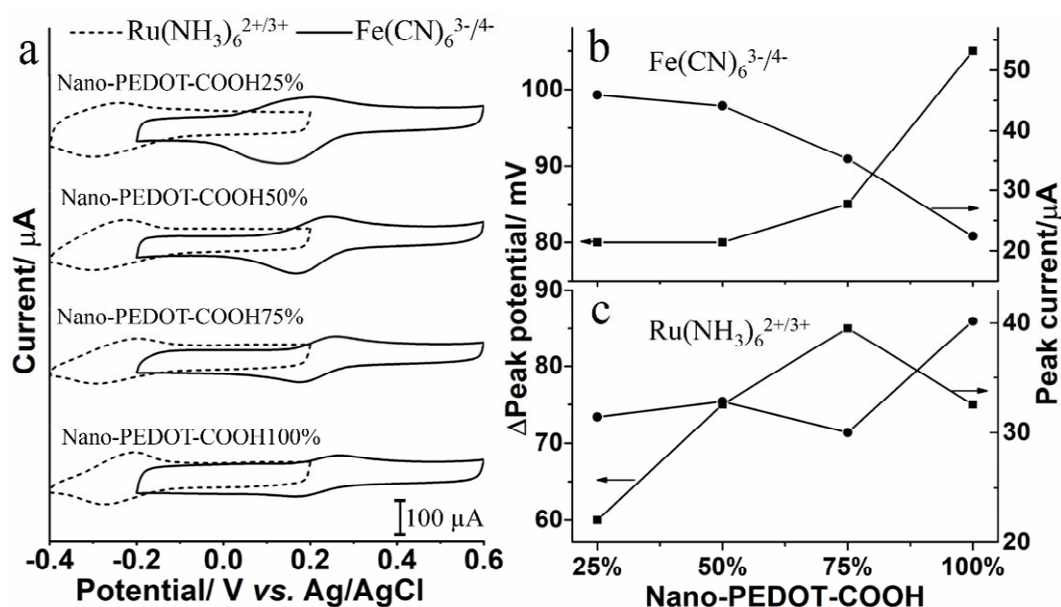 a
Ru(NH₃)₆²⁺/³⁺
Fe(CN)₆³⁻/⁴⁻
Nano-PEDOT-COOH25%
Nano-PEDOT-COOH50%
Nano-PEDOT-COOH75%
Nano-PEDOT-COOH100%
100 µA
Current/ µA
-0.4 -0.2 0.0 0.2 0.4 0.6
Potential/ V vs. Ag/AgCl
b
Fe(CN)₆³⁻/⁴⁻
100
90
80
50
40
30
20
ΔPeak potential/ mV
Peak current/µA
c
Ru(NH₃)₆²⁺/³⁺
90
80
70
60
40
30
20
25% 50% 75% 100%
Nano-PEDOT-COOH